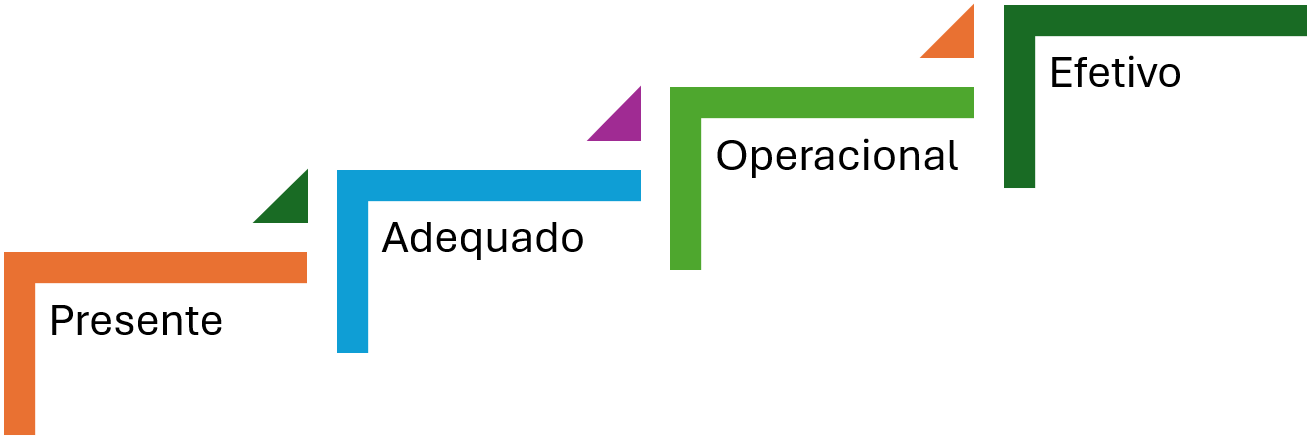 Presente
Adequado
Operacional
Efetivo